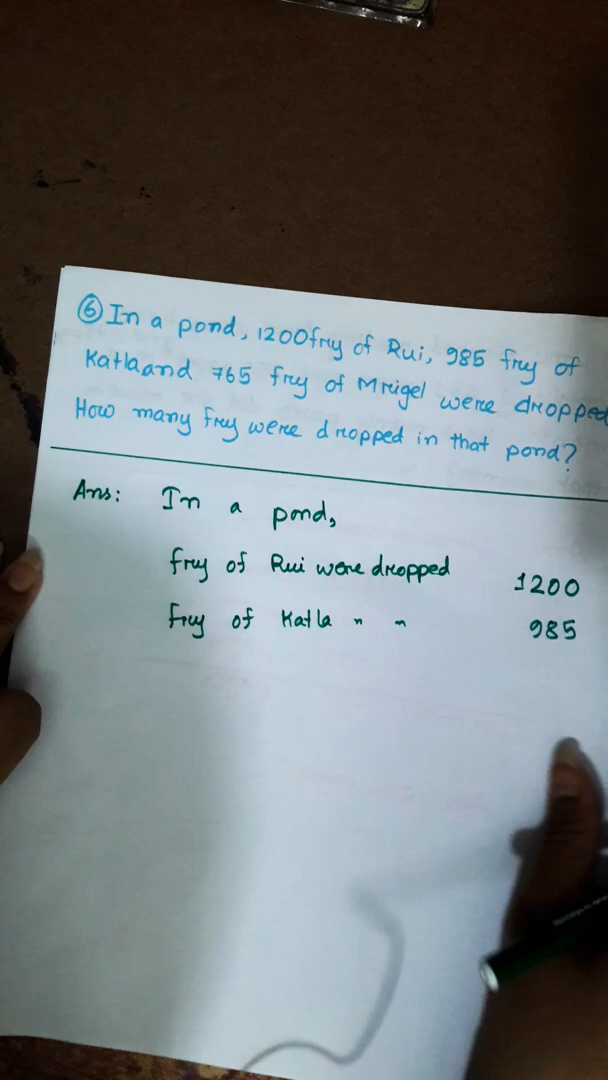 ⑥ In a pond, 1200 fry of Rui, 985 fry of
Katla and 765 fry of Mrigel were dropped
How many fry were dropped in that pond?
Ans: In a pond,
fry of Rui were dropped 1200
fry of Katla " " 985